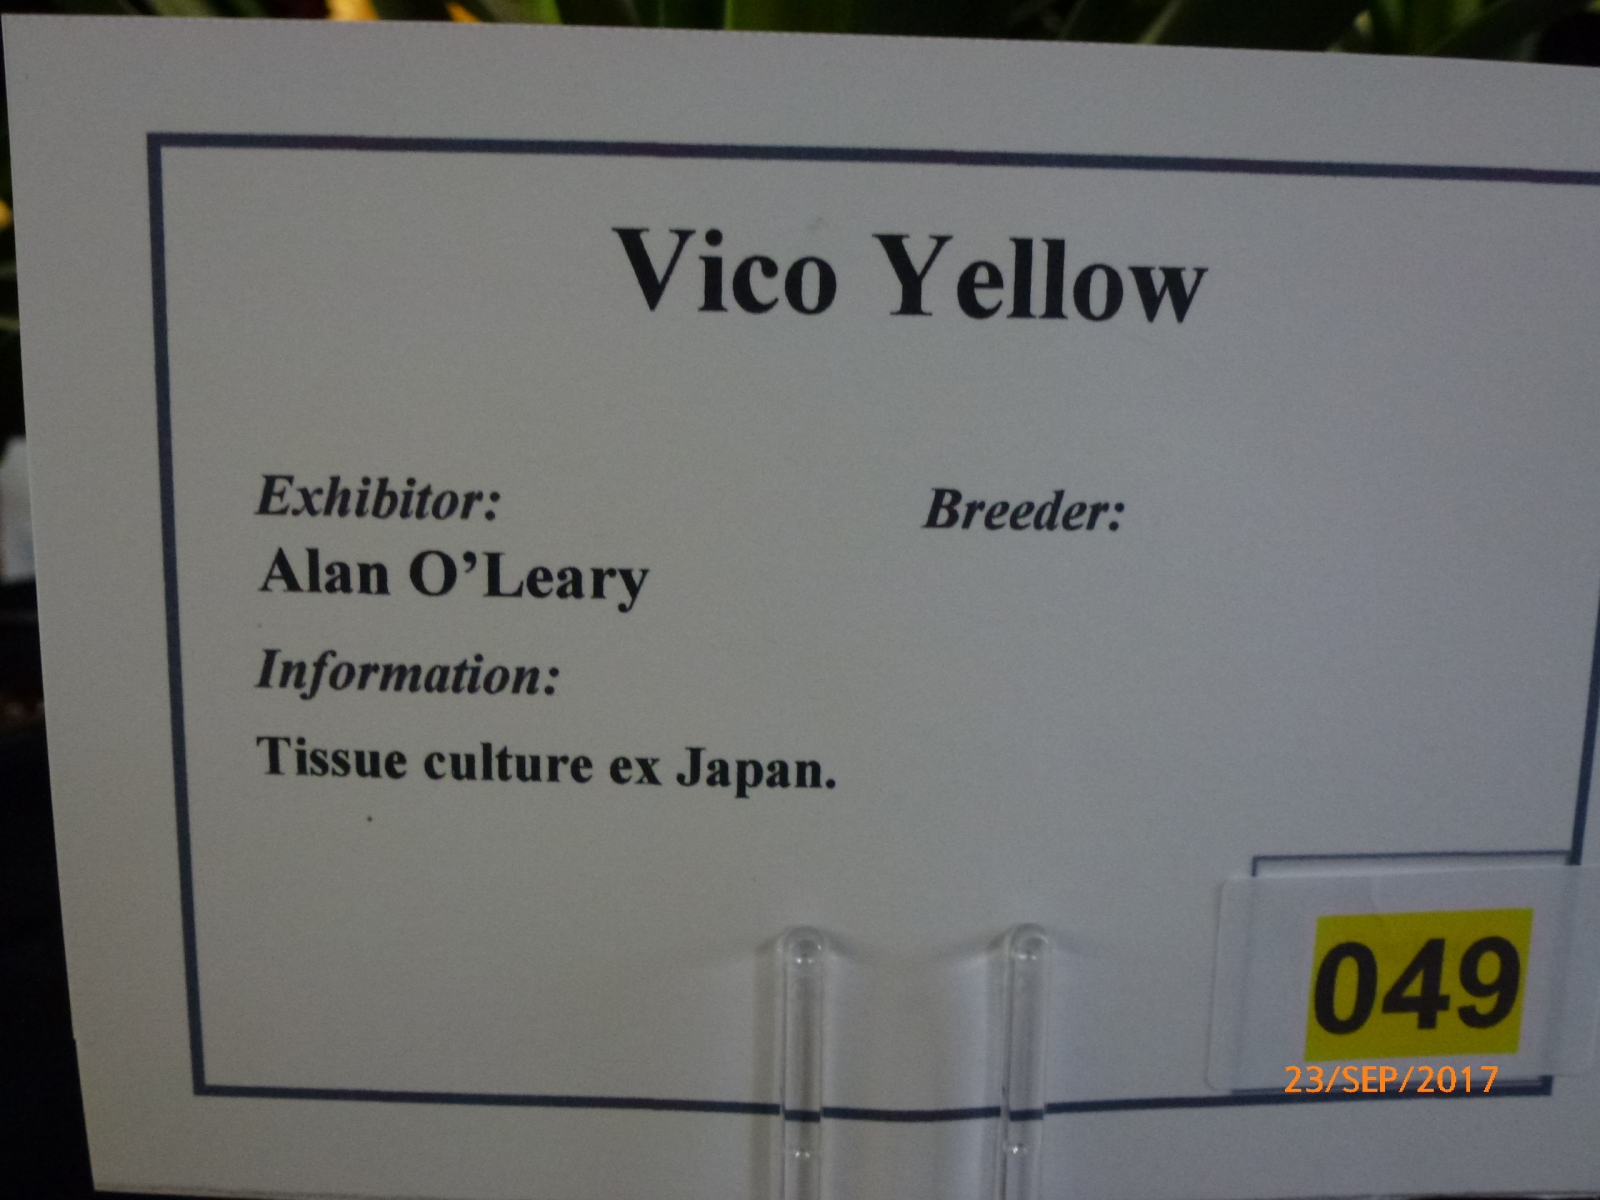 Vico Yellow
Exhibitor:
Breeder:
Alan O’Leary
Information:
Tissue culture ex Japan.
049
23/SEP/2017